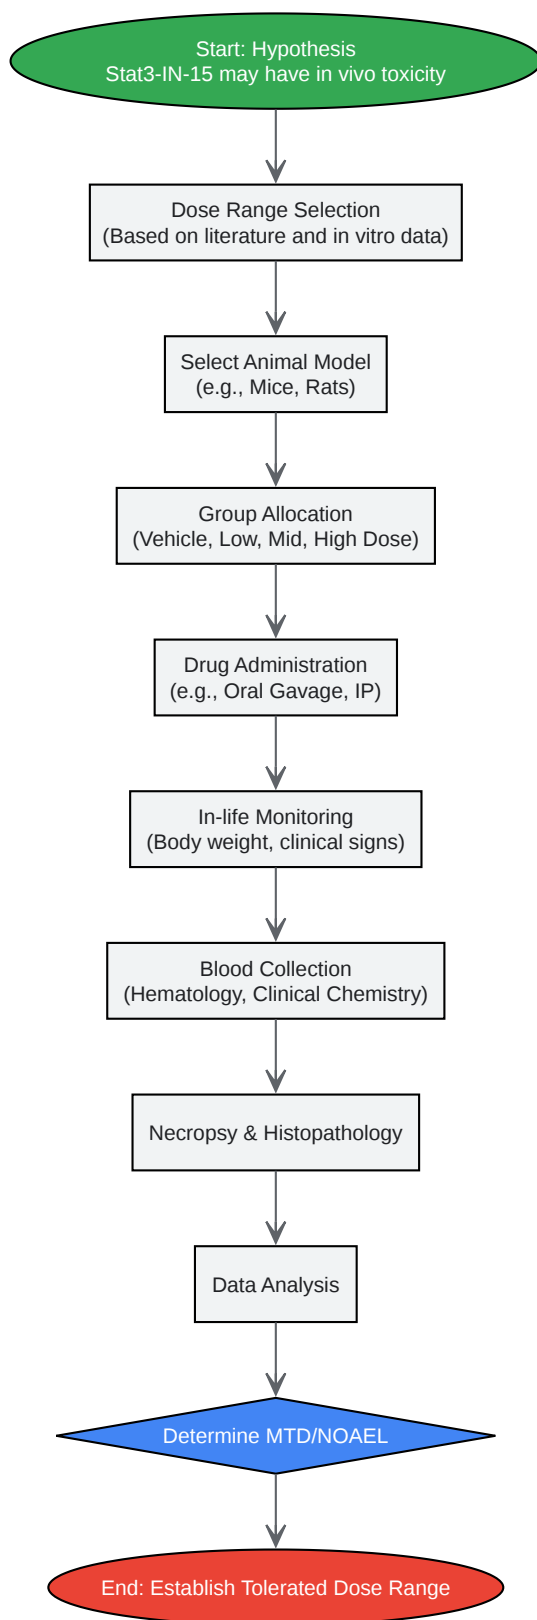 Start: Hypothesis
Stat3-IN-15 may have in vivo toxicity
Dose Range Selection
(Based on literature and in vitro data)
Select Animal Model
(e.g., Mice, Rats)
Group Allocation
(Vehicle, Low, Mid, High Dose)
Drug Administration
(e.g., Oral Gavage, IP)
In-life Monitoring
(Body weight, clinical signs)
Blood Collection
(Hematology, Clinical Chemistry)
Necropsy & Histopathology
Data Analysis
Determine MTD/NOAEL
End: Establish Tolerated Dose Range